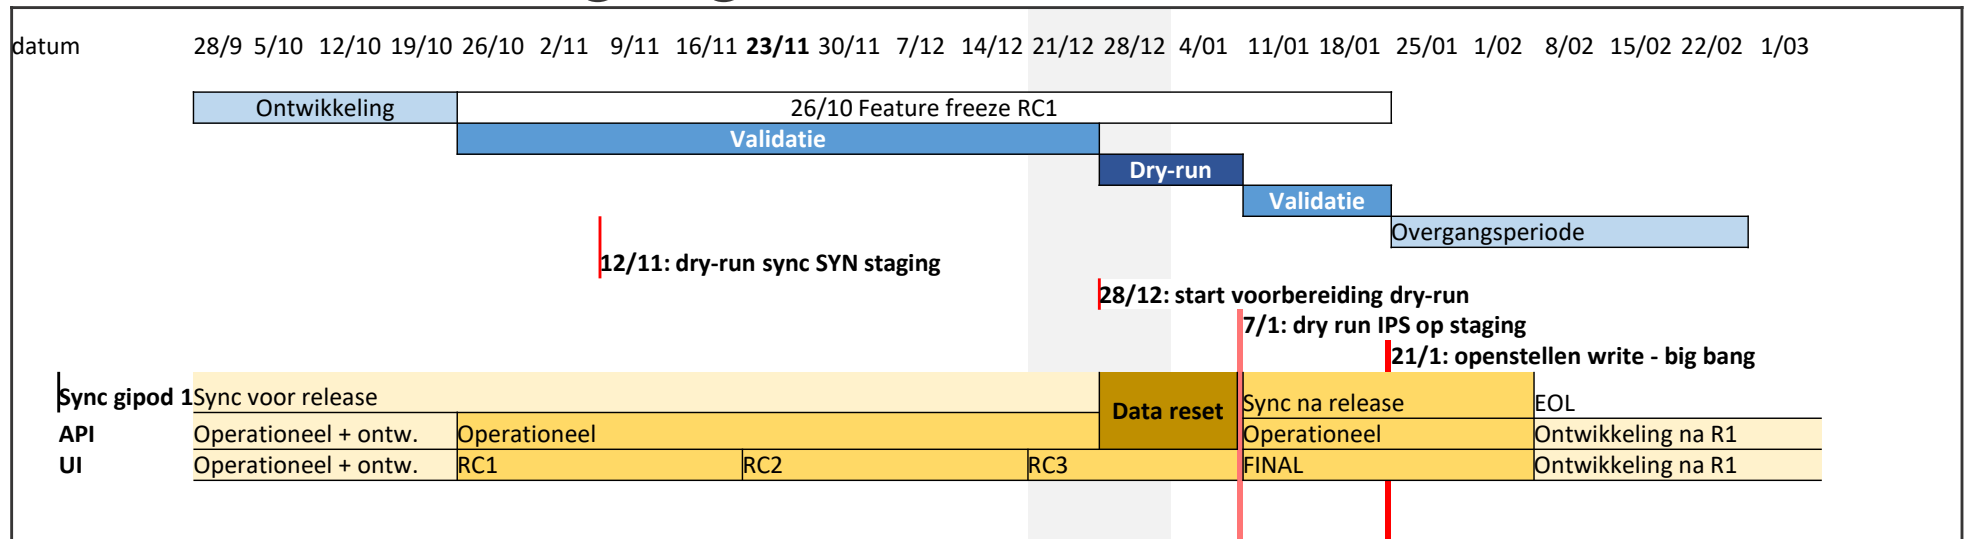 datum 28/9 5/10 12/10 19/10 26/10 2/11 9/11 16/11 23/11 30/11 7/12 14/12 21/12 28/12 4/01 11/01 18/01 25/01 1/02 8/02 15/02 22/02 1/03
Ontwikkeling 26/10 Feature freeze RC1
Validatie
Dry-run
Validatie
Overgangsperiode
12/11: dry-run sync SYN staging
28/12: start voorbereiding dry-run
7/1: dry run IPS op staging
21/1: openstellen write - big bang
Sync gipod 1 Sync voor release Data reset Sync na release EOL
API Operationeel + ontw. Operationeel Operationeel Ontwikkeling na R1
UI Operationeel + ontw. RC1 RC2 RC3 FINAL Ontwikkeling na R1